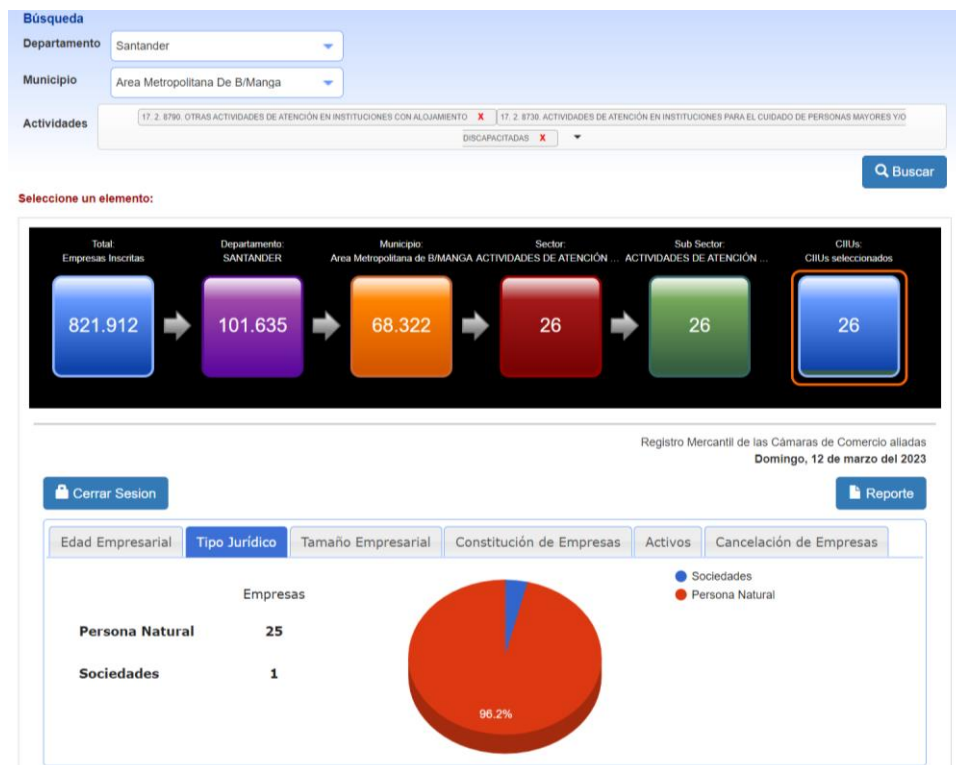 Búsqueda
Departamento Santander
Municipio Area Metropolitana De B/Manga
Actividades 17. 2. 8790. OTRAS ACTIVIDADES DE ATENCIÓN EN INSTITUCIONES CON ALOJAMIENTO X 17. 2. 8730. ACTIVIDADES DE ATENCIÓN EN INSTITUCIONES PARA EL CUIDADO DE PERSONAS MAYORES Y/O
DISCAPACITADAS X
Buscar
Seleccione un elemento:
Total: Departamento: Municipio: Sector: Sub Sector: CIIUs:
Empresas Inscritas SANTANDER Area Metropolitana de B/MANGA ACTIVIDADES DE ATENCIÓN ... ACTIVIDADES DE ATENCIÓN ... CIIUs seleccionados
821.912 101.635 68.322 26 26 26
Registro Mercantil de las Cámaras de Comercio aliadas
Domingo, 12 de marzo del 2023
Cerrar Sesion Reporte
Edad Empresarial Tipo Jurídico Tamaño Empresarial Constitución de Empresas Activos Cancelación de Empresas
Sociedades
Persona Natural
Empresas
Persona Natural 25
Sociedades 1
96.2%